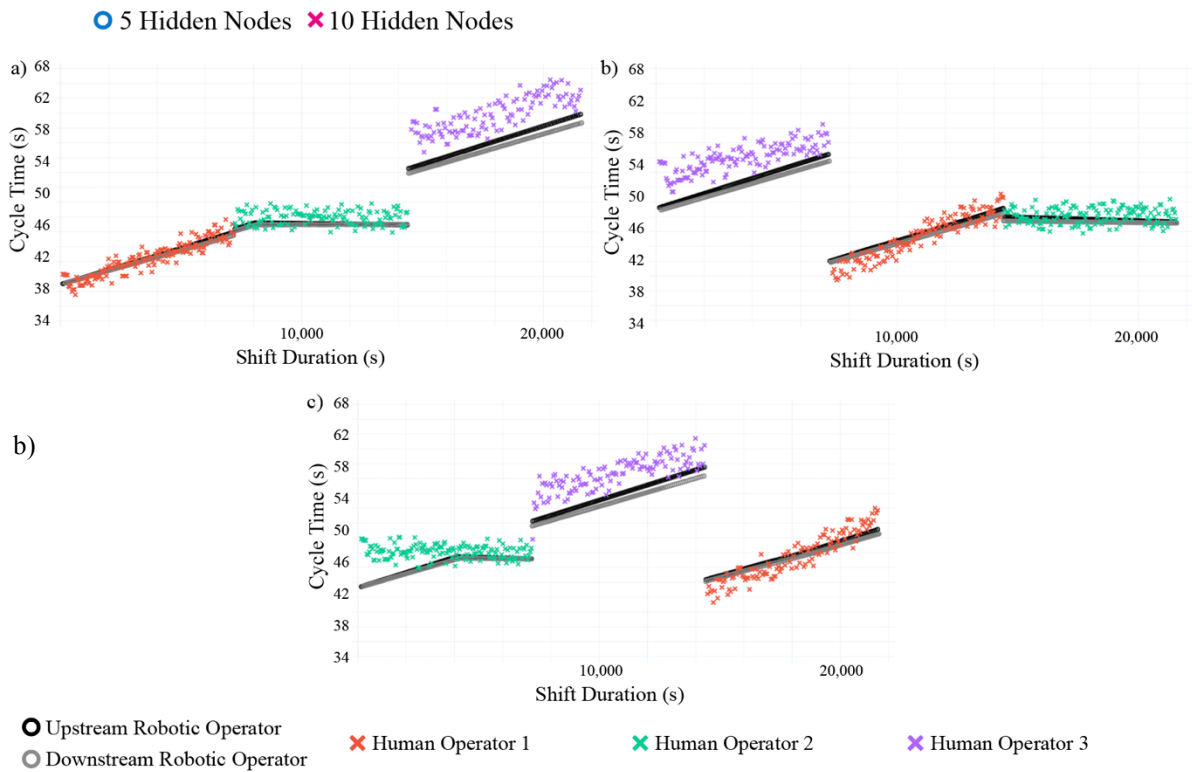 5 Hidden Nodes 10 Hidden Nodes
a)
68
62
58
54
50
46
42
38
34
Cycle Time (s)
10,000 20,000
Shift Duration (s)
b)
68
62
58
54
50
46
42
38
34
Cycle Time (s)
10,000 20,000
Shift Duration (s)
b)
c)
68
62
58
54
50
46
42
38
34
Cycle Time (s)
10,000 20,000
Shift Duration (s)
Upstream Robotic Operator
Downstream Robotic Operator
Human Operator 1 Human Operator 2 Human Operator 3